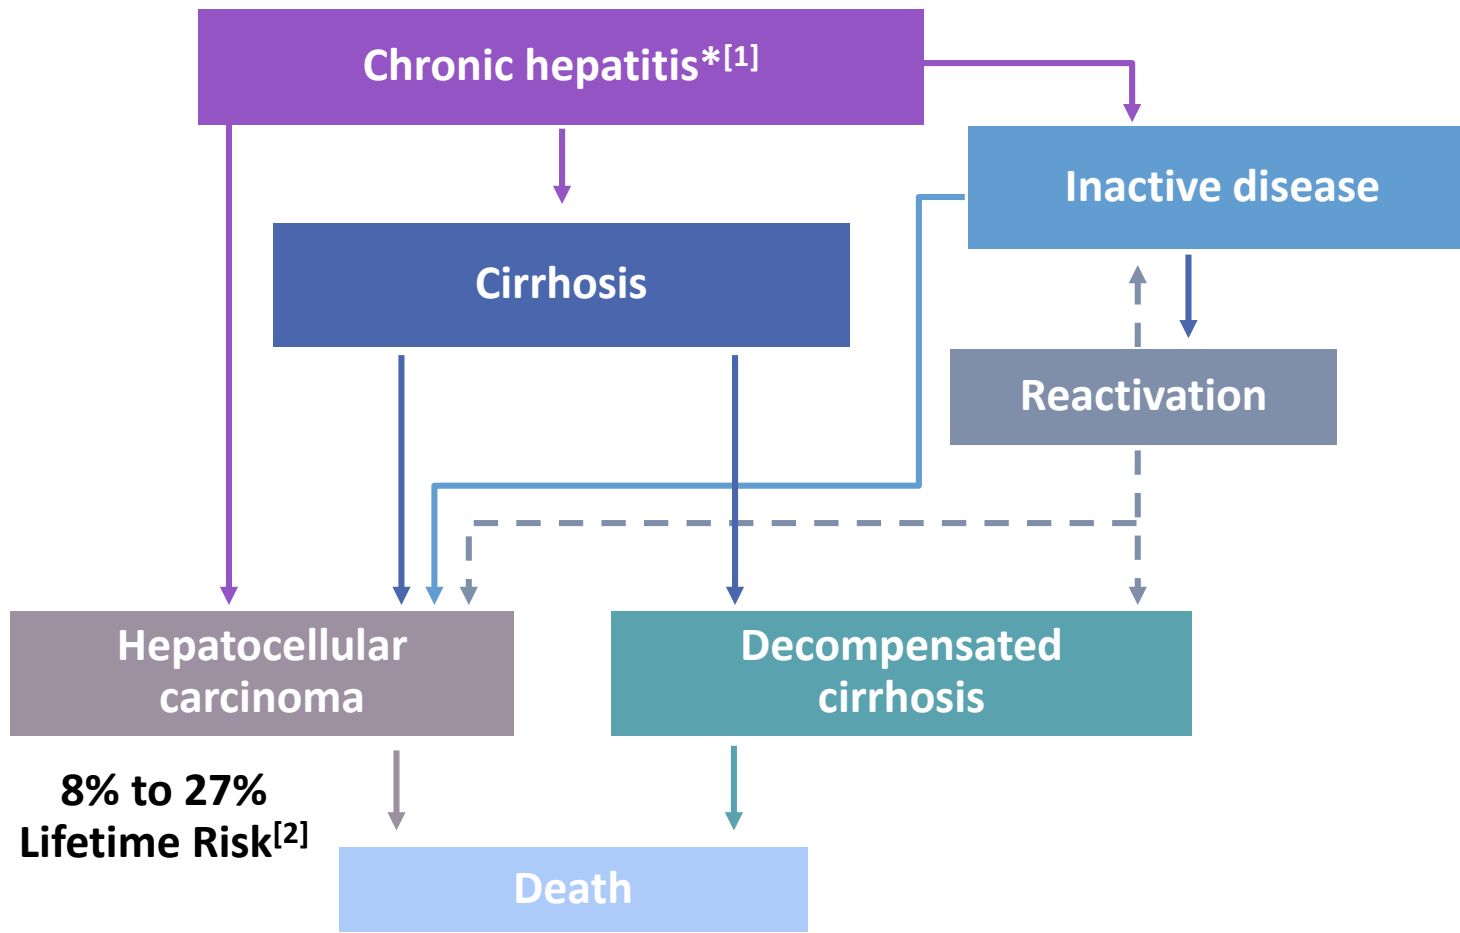 Chronic hepatitis*[1]
Inactive disease
Cirrhosis
Reactivation
Hepatocellular
carcinoma
Decompensated
cirrhosis
8% to 27%
Lifetime Risk[2]
Death